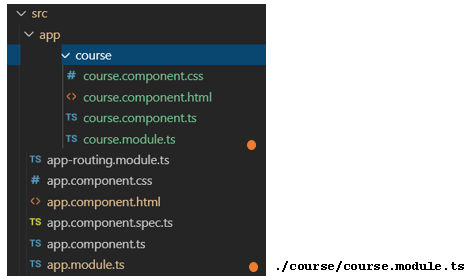 src
app
course
# course.component.css
<> course.component.html
TS course.component.ts
TS course.module.ts
TS app-routing.module.ts
# app.component.css
<> app.component.html
TS app.component.spec.ts
TS app.component.ts
TS app.module.ts ./course/course.module.ts